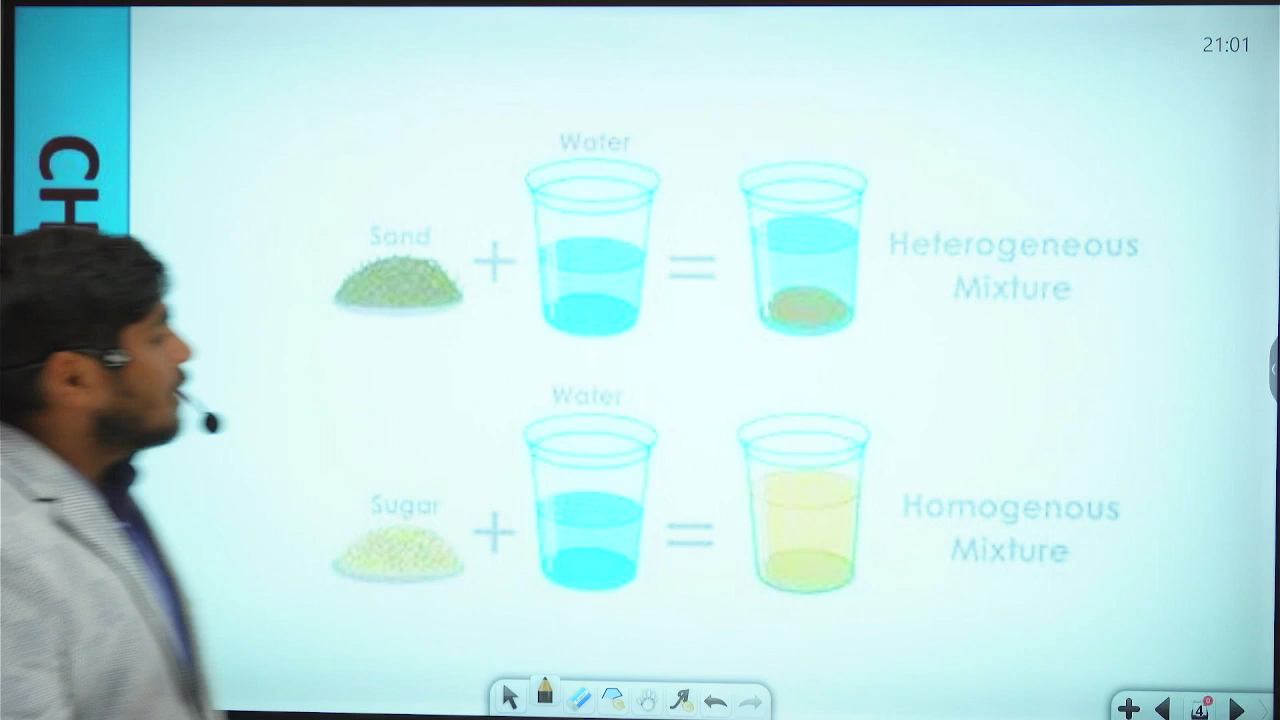 21:01
CH
Water
Sand
+
=
Heterogeneous
Mixture
Water
Sugar
+
=
Homogenous
Mixture
4